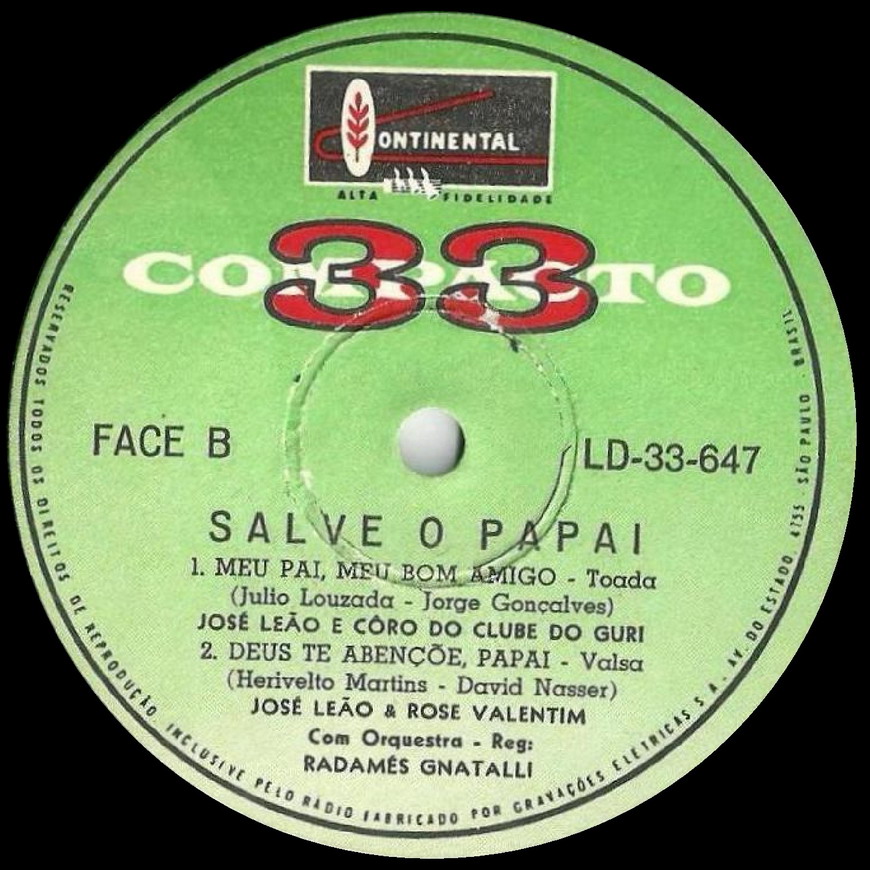 CONTINENTAL
ALTA FIDELIDADE
COMPACTO
33
FACE B
LD-33-647
SALVE O PAPAI
1. MEU PAI, MEU BOM AMIGO - Toada
(Julio Louzada - Jorge Gonçalves)
JOSÉ LEÃO E CÔRO DO CLUBE DO GURI
2. DEUS TE ABENÇÕE, PAPAI - Valsa
(Herivelto Martins - David Nasser)
JOSÉ LEÃO & ROSE VALENTIM
Com Orquestra - Reg:
RADAMÉS GNATALLI
RESERVADOS TODOS OS DIREITOS DE REPRODUÇÃO INCLUSIVE PELO RÁDIO FABRICADO POR GRAVAÇÕES ELÉTRICAS S.A. - AV. DO ESTADO, 4755 - SÃO PAULO - BRASIL